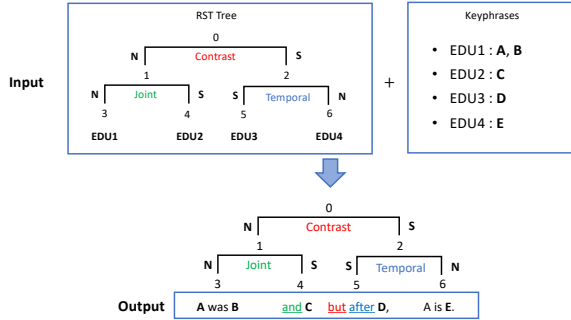 RST Tree
Keyphrases
Input
0
N Contrast S
1 2
N Joint S S Temporal N
3 4 5 6
EDU1 EDU2 EDU3 EDU4
+
• EDU1 : A, B
• EDU2 : C
• EDU3 : D
• EDU4 : E
0
N Contrast S
1 2
N Joint S S Temporal N
3 4 5 6
Output
A was B and C but after D, A is E.